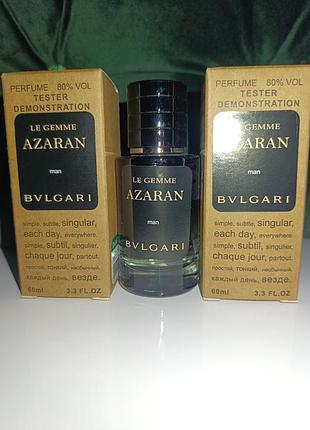 PERFUME 80% VOL
TESTER
DEMONSTRATION
LE GEMME
AZARAN
man
BVLGARI
simple, subtle, singular,
each day, everywhere.
simple, subtil, singulier,
chaque jour, partout.
простой, тонкий, необычный,
каждый день, везде.
60ml 3.3 FL.OZ
LE GEMME
AZARAN
man
BVLGARI
PERFUME 80% VOL
TESTER
DEMONSTRATION
LE GEMME
AZARAN
man
BVLGARI
simple, subtle, singular,
each day, everywhere.
simple, subtil, singulier,
chaque jour, partout.
простой, тонкий, необычный,
каждый день, везде.
60ml 3.3 FL.OZ